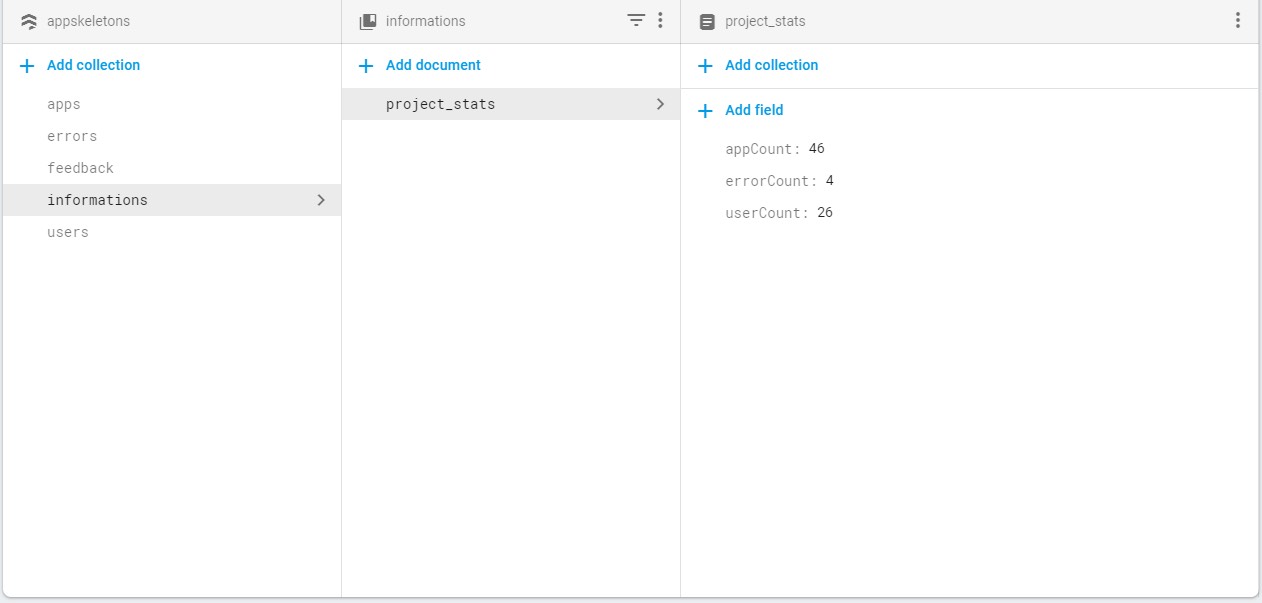 appskeletons
Add collection
apps
errors
feedback
informations
users
informations
Add document
project_stats
project_stats
Add collection
Add field
appCount: 46
errorCount: 4
userCount: 26